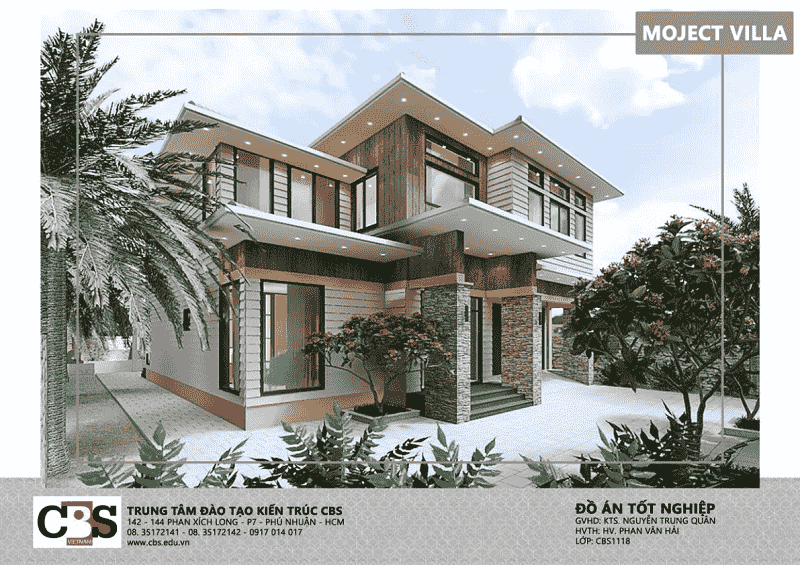 MOJECT VILLA
CBS
VIETNAM
TRUNG TÂM ĐÀO TẠO KIẾN TRÚC CBS
142 - 144 PHAN XÍCH LONG - P7 - PHÚ NHUẬN - HCM
08. 35172141 - 08. 35172142 - 0917 014 017
www.cbs.edu.vn
ĐỒ ÁN TỐT NGHIỆP
GVHD: KTS. NGUYỄN TRUNG QUÂN
HVTH: HV. PHAN VĂN HẢI
LỚP: CBS1118